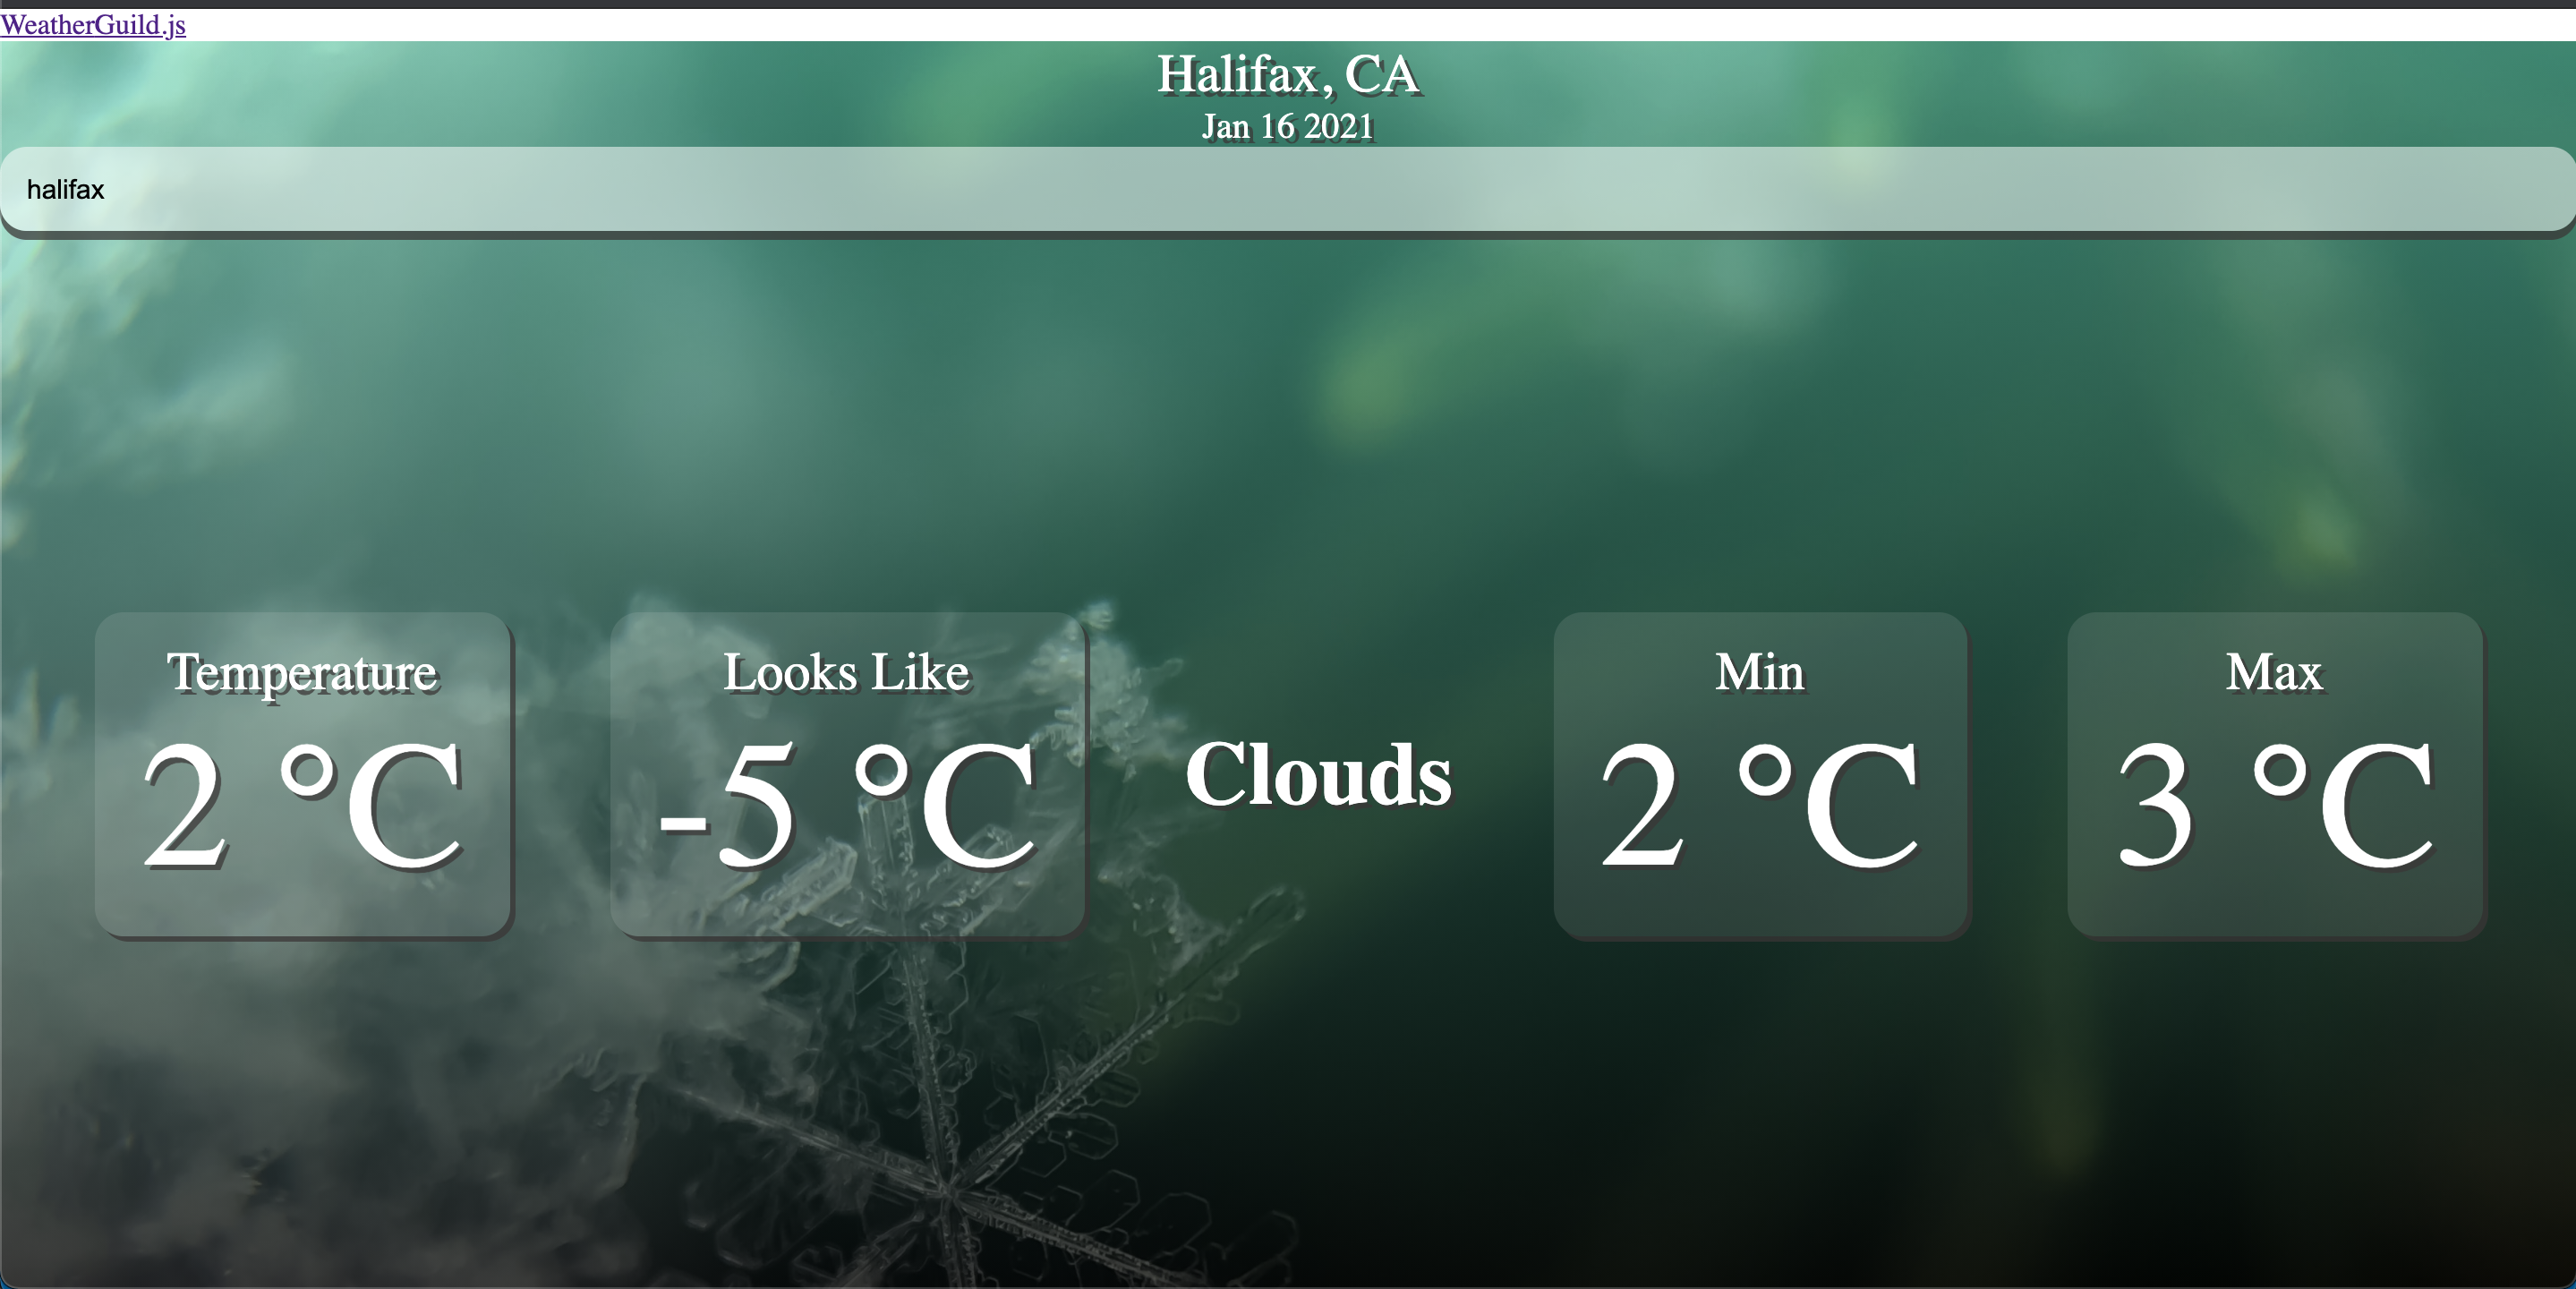 WeatherGuild.js
Halifax, CA
Jan 16 2021
halifax
Temperature
2 °C
Looks Like
-5 °C
Clouds
Min
2 °C
Max
3 °C